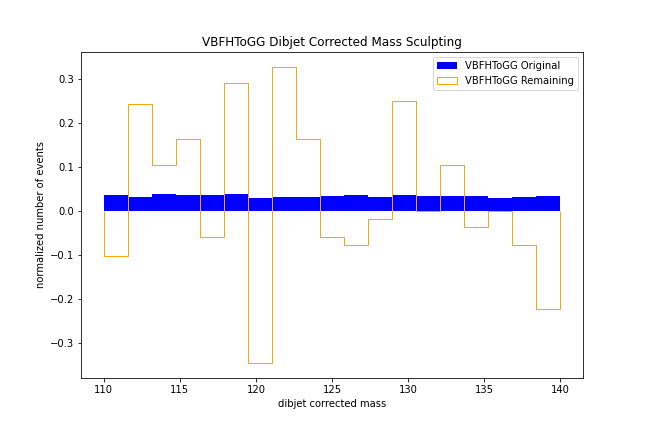 VBFHToGG Dibjet Corrected Mass Sculpting
VBFHToGG Original
VBFHToGG Remaining
normalized number of events
0.3
0.2
0.1
0.0
−0.1
−0.2
−0.3
110
115
120
125
130
135
140
dibjet corrected mass